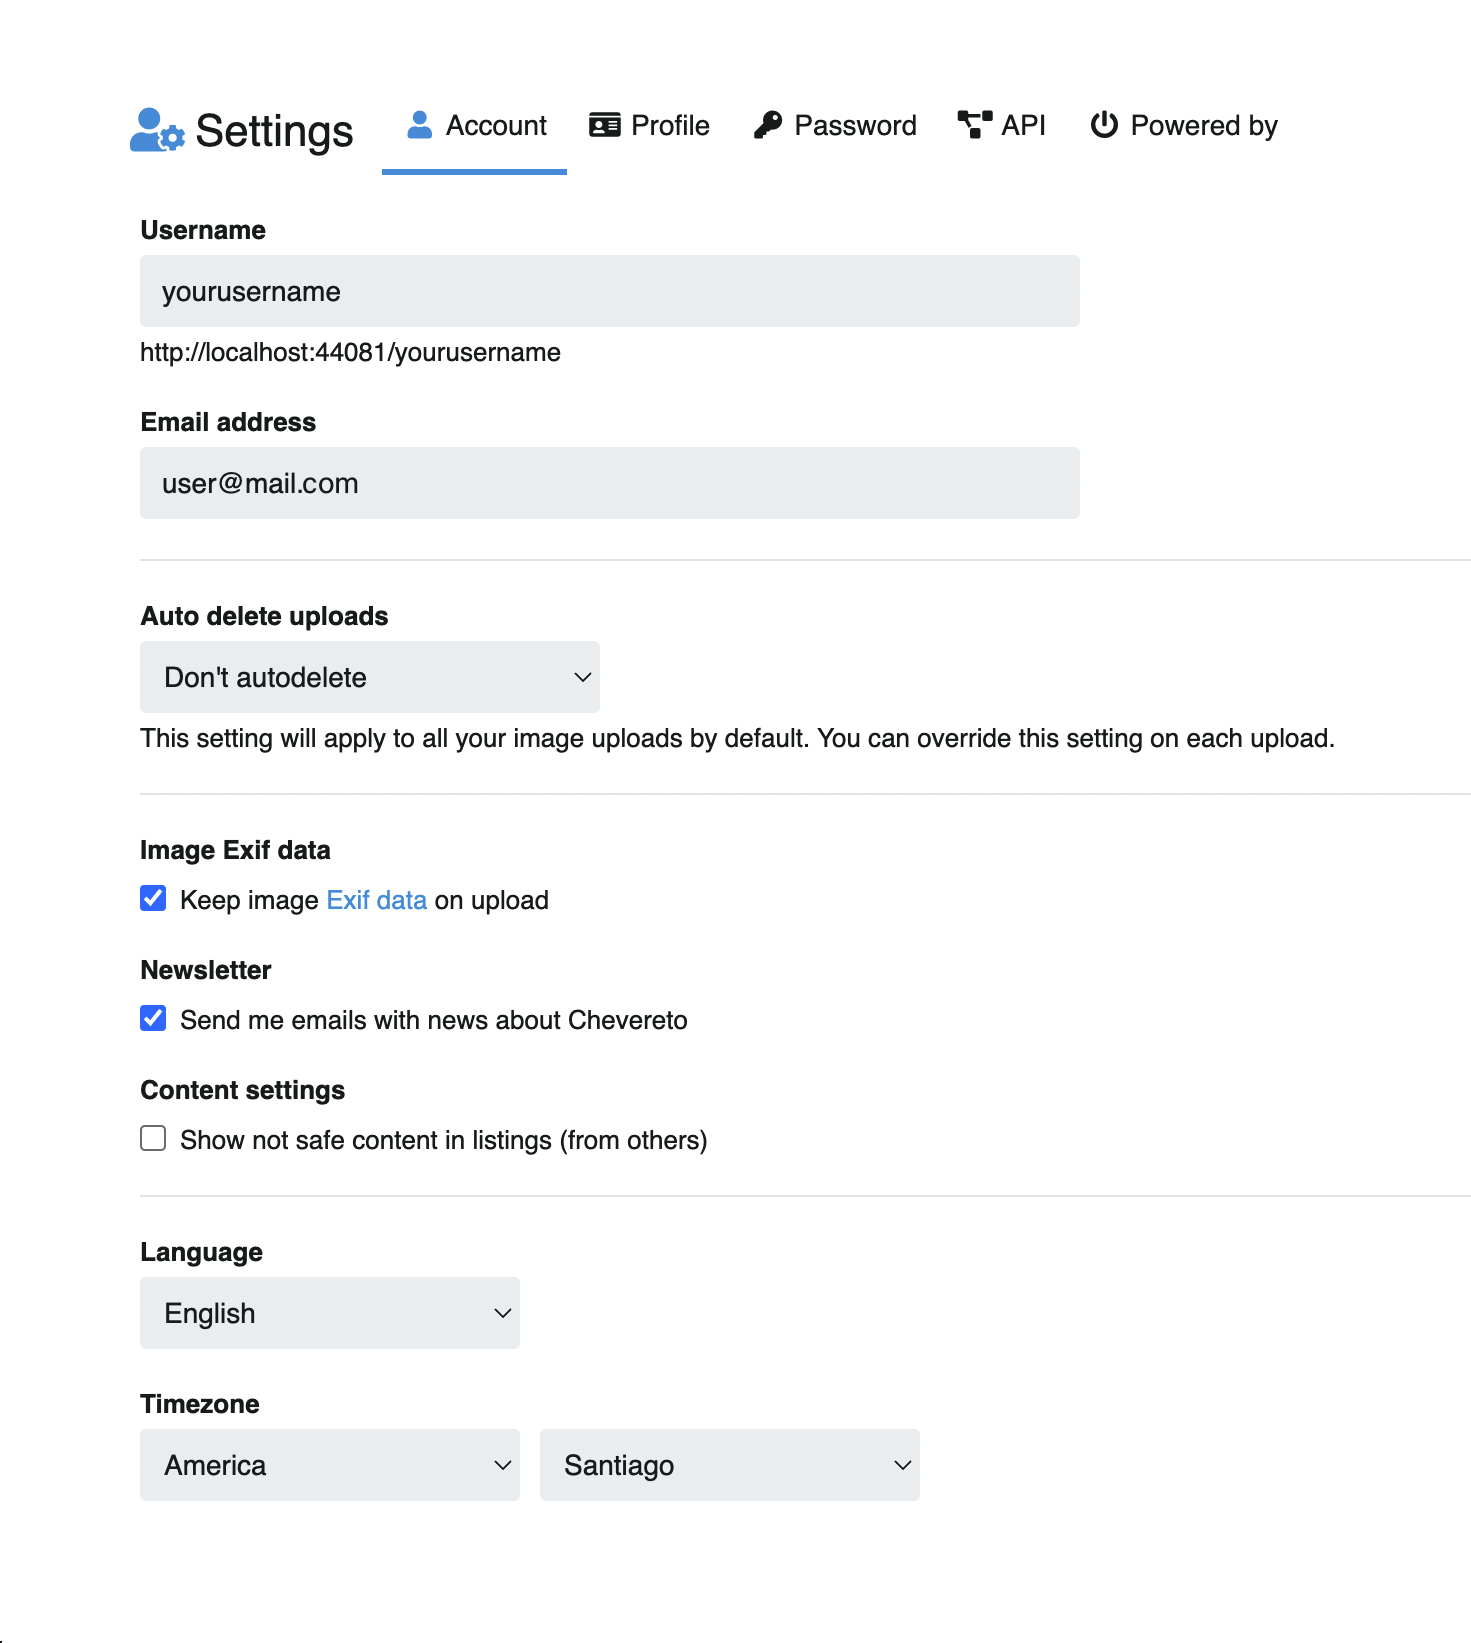 Settings Account Profile Password API Powered by
Username
yourusername
http://localhost:44081/yourusername
Email address
user@mail.com
Auto delete uploads
Don't autodelete
This setting will apply to all your image uploads by default. You can override this setting on each upload.
Image Exif data
Keep image Exif data on upload
Newsletter
Send me emails with news about Chevereto
Content settings
Show not safe content in listings (from others)
Language
English
Timezone
America Santiago